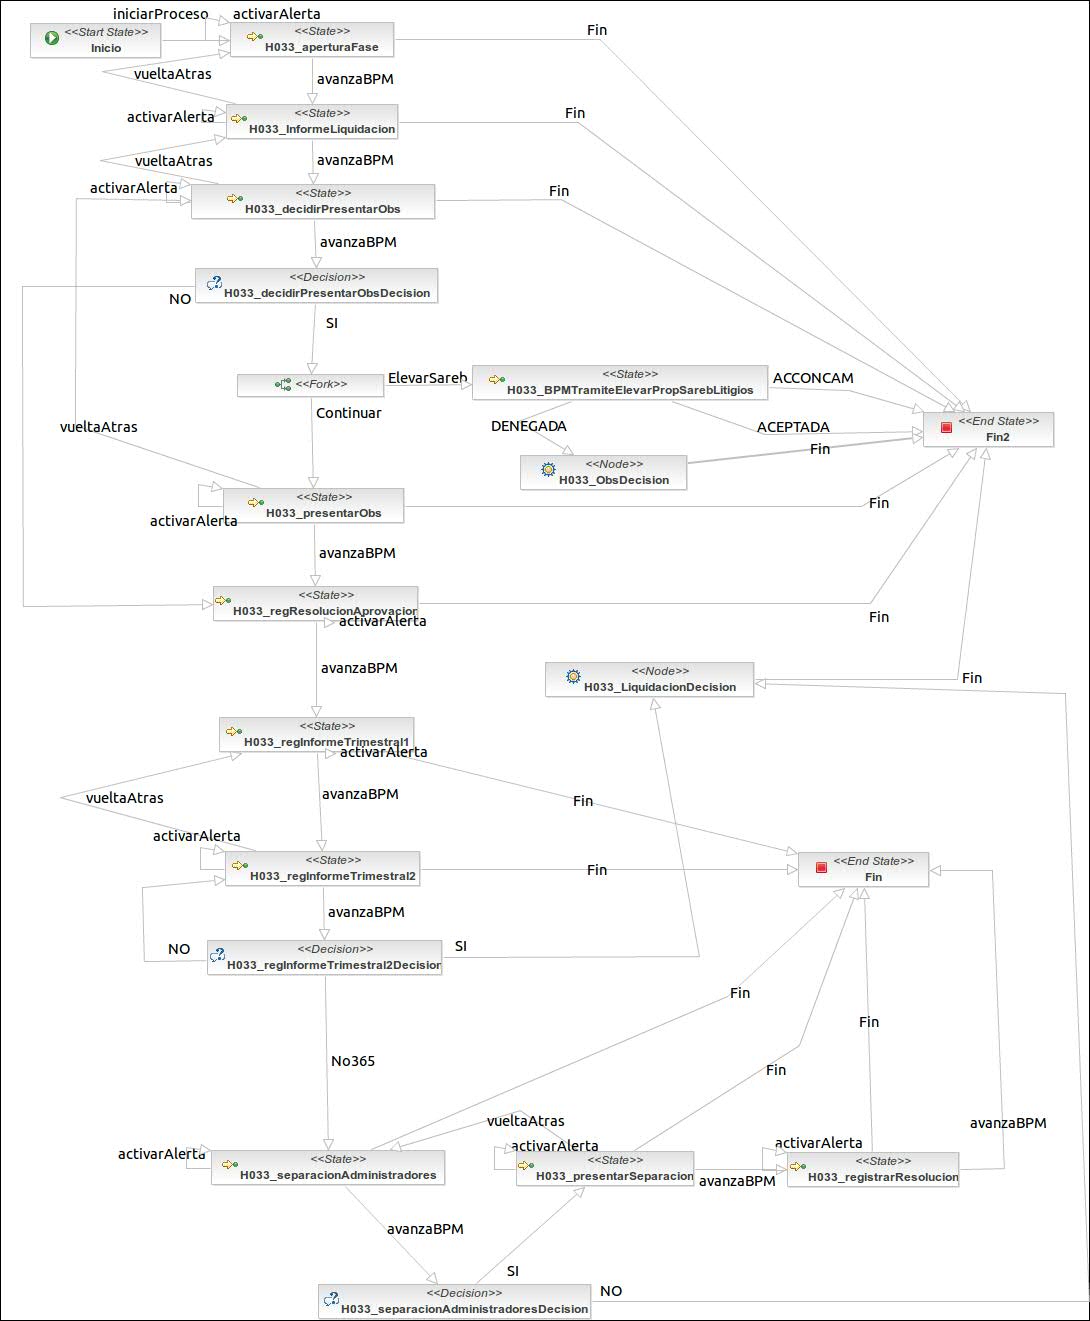 iniciarProceso
activarAlerta
<<Start State>>
Inicio
<<State>>
H033_aperturaFase
Fin
vueltaAtras
avanzaBPM
activarAlerta
<<State>>
H033_InformeLiquidacion
Fin
vueltaAtras
avanzaBPM
activarAlerta
<<State>>
H033_decidirPresentarObs
Fin
avanzaBPM
<<Decision>>
H033_decidirPresentarObsDecision
NO
SI
<<Fork>>
ElevarSareb
<<State>>
H033_BPMTramiteElevarPropSarebLitigios
ACCONCAM
Continuar
vueltaAtras
DENEGADA
ACEPTADA
<<End State>>
Fin2
Fin
<<Node>>
H033_ObsDecision
<<State>>
H033_presentarObs
activarAlerta
Fin
avanzaBPM
<<State>>
H033_regResolucionAprovacion
activarAlerta
Fin
avanzaBPM
<<Node>>
H033_LiquidacionDecision
Fin
<<State>>
H033_regInformeTrimestral1
activarAlerta
vueltaAtras
avanzaBPM
Fin
activarAlerta
<<State>>
H033_regInformeTrimestral2
Fin
<<End State>>
Fin
avanzaBPM
NO
<<Decision>>
H033_regInformeTrimestral2Decision
SI
Fin
Fin
No365
Fin
vueltaAtras
avanzaBPM
activarAlerta
<<State>>
H033_separacionAdministradores
activarAlerta
<<State>>
H033_presentarSeparacion
avanzaBPM
activarAlerta
<<State>>
H033_registrarResolucion
avanzaBPM
SI
<<Decision>>
H033_separacionAdministradoresDecision
NO